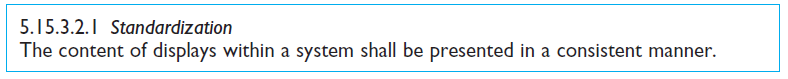 5.15.3.2.1 Standardization
The content of displays within a system shall be presented in a consistent manner.